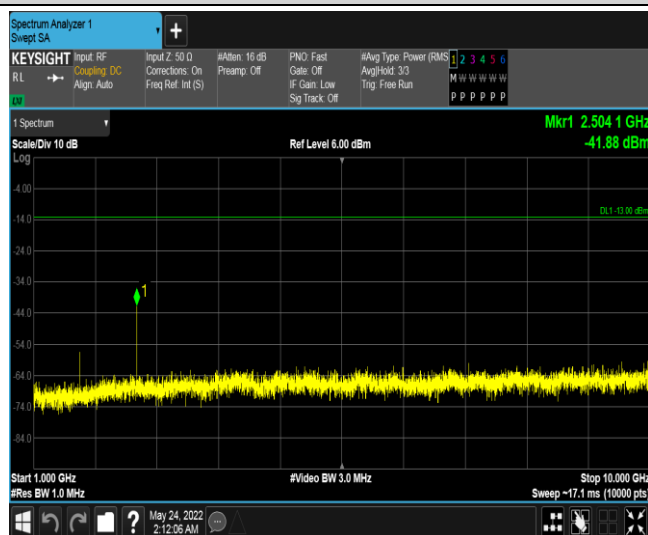 Spectrum Analyzer 1
Swept SA
+
KEYSIGHT
RL
Input: RF
Coupling: DC
Align: Auto
Input Z: 50 Ω
Corrections: On
Freq Ref: Int (S)
#Atten: 16 dB
Preamp: Off
PNO: Fast
Gate: Off
IF Gain: Low
Sig Track: Off
#Avg Type: Power (RMS
Avg|Hold: 3/3
Trig: Free Run
1 2 3 4 5 6
M W W W W W
P P P P P P
1 Spectrum
Mkr1 2.504 1 GHz
Scale/Div 10 dB
Ref Level 6.00 dBm
-41.88 dBm
Log
-4.00
DL1 -13.00 dBm
-14.0
-24.0
-34.0
1
-44.0
-54.0
-64.0
-74.0
-84.0
Start 1.000 GHz
#Video BW 3.0 MHz
Stop 10.000 GHz
#Res BW 1.0 MHz
Sweep ~17.1 ms (10000 pts)
?
May 24, 2022
2:12:06 AM